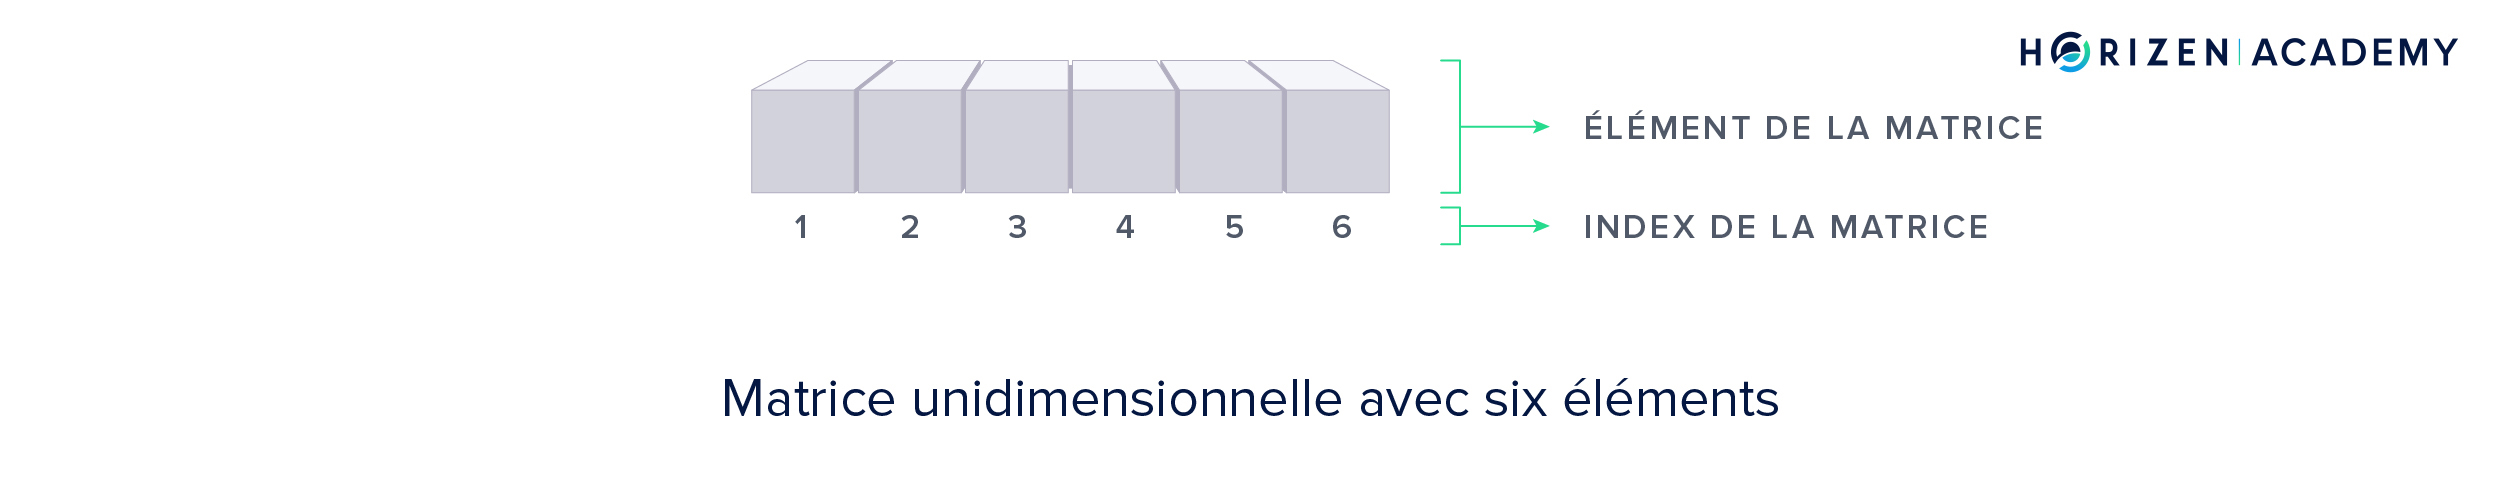 HORIZEN | ACADEMY
ÉLÉMENT DE LA MATRICE
1 2 3 4 5 6
INDEX DE LA MATRICE
Matrice unidimensionnelle avec six éléments